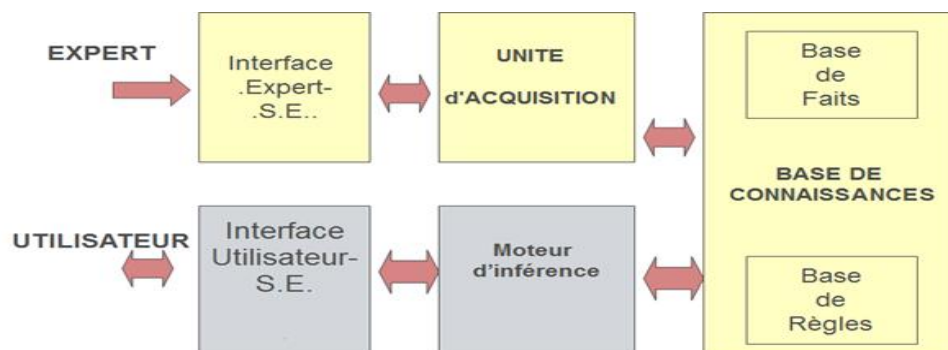 EXPERT
Interface
.Expert-
.S.E..
UNITE
d'ACQUISITION
Base
de
Faits
BASE DE
CONNAISSANCES
UTILISATEUR
Interface
Utilisateur-
S.E.
.
Moteur
d'inférence
Base
de
Règles